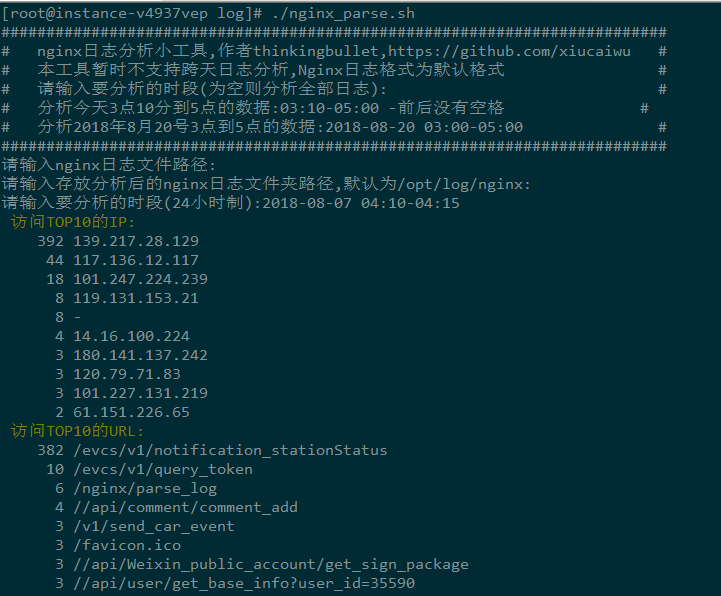 [root@instance-v4937vep log]# ./nginx_parse.sh
##########################################################################
#   nginx日志分析小工具,作者thinkingbullet,https://github.com/xiucaiwu   #
#   本工具暂时不支持跨天日志分析,Nginx日志格式为默认格式                 #
#   请输入要分析的时段(为空则分析全部日志):                              #
#   分析今天3点10分到5点的数据:03:10-05:00 -前后没有空格               #
#   分析2018年8月20号3点到5点的数据:2018-08-20 03:00-05:00               #
##########################################################################
请输入nginx日志文件路径:
请输入存放分析后的nginx日志文件夹路径,默认为/opt/log/nginx:
请输入要分析的时段(24小时制):2018-08-07 04:10-04:15
访问TOP10的IP:
392 139.217.28.129
44 117.136.12.117
18 101.247.224.239
8 119.131.153.21
8 -
4 14.16.100.224
3 180.141.137.242
3 120.79.71.83
3 101.227.131.219
2 61.151.226.65
访问TOP10的URL:
382 /evcs/v1/notification_stationStatus
10 /evcs/v1/query_token
6 /nginx/parse_log
4 //api/comment/comment_add
3 /v1/send_car_event
3 /favicon.ico
3 //api/Weixin_public_account/get_sign_package
3 //api/user/get_base_info?user_id=35590